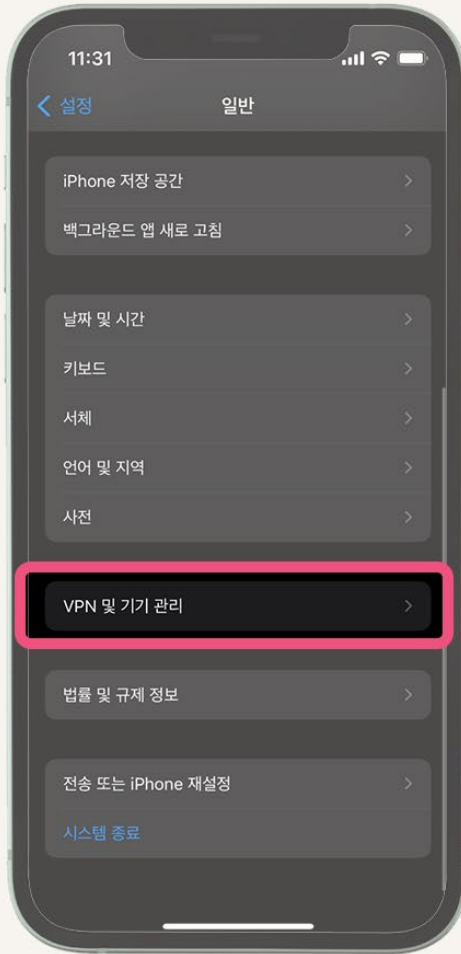 11:31
설정
일반
iPhone 저장 공간
백그라운드 앱 새로 고침
날짜 및 시간
키보드
서체
언어 및 지역
사전
VPN 및 기기 관리
법률 및 규제 정보
전송 또는 iPhone 재설정
시스템 종료